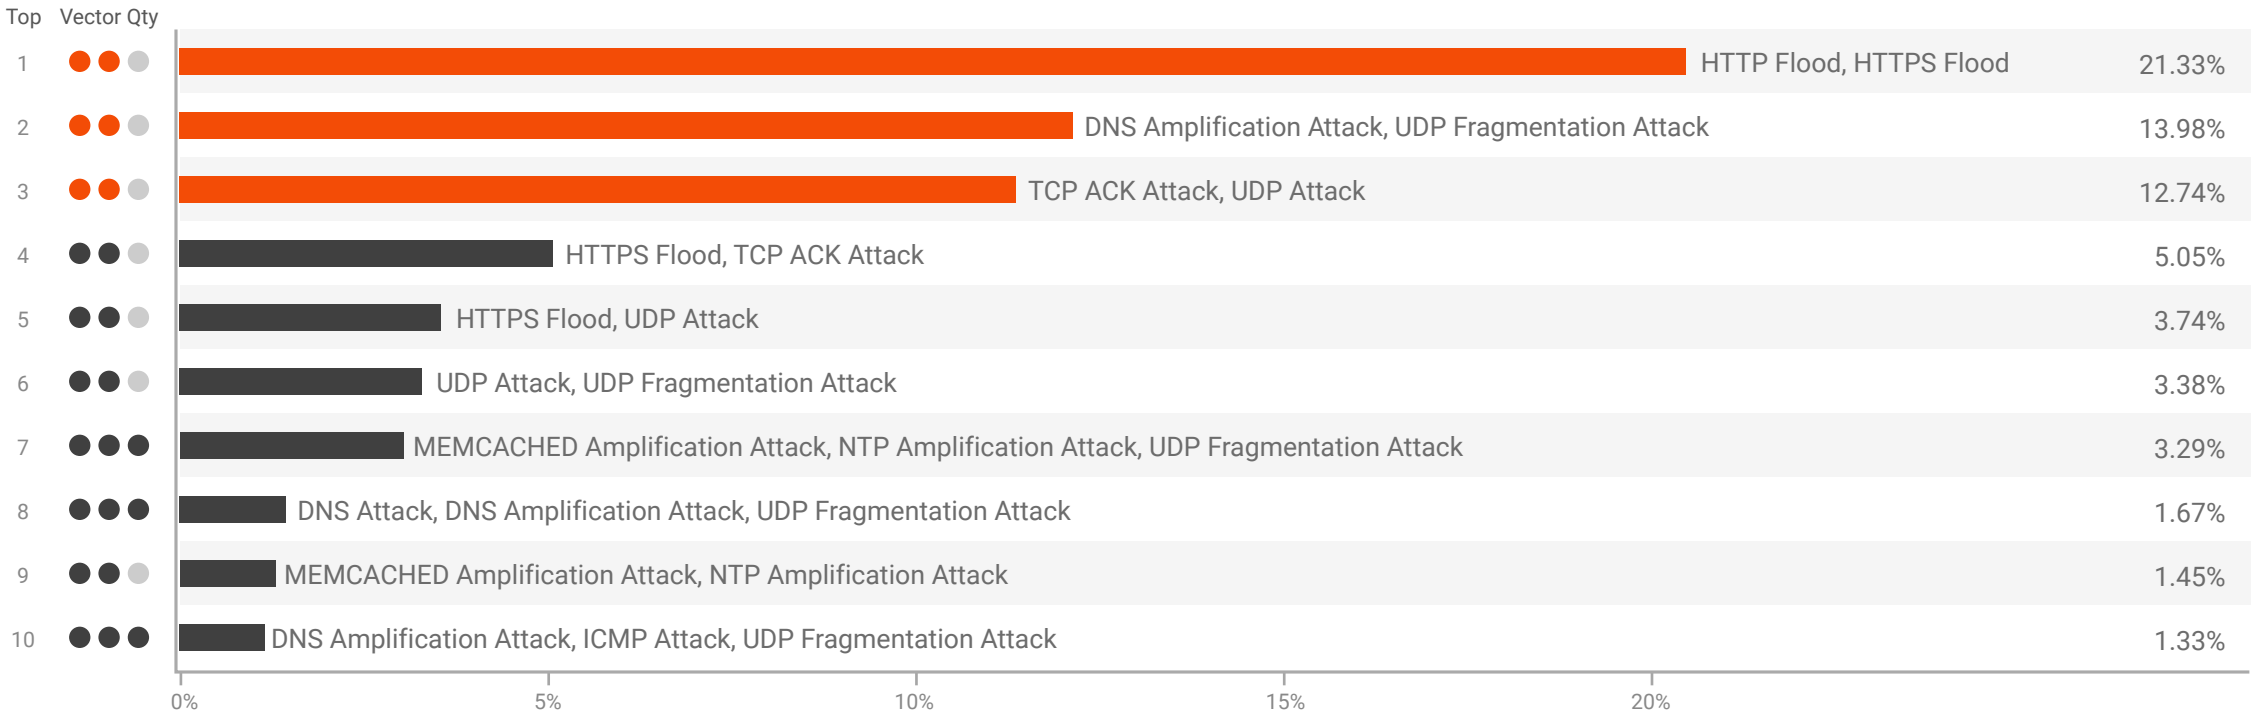 Top Vector Qty
1 HTTP Flood, HTTPS Flood 21.33%
2 DNS Amplification Attack, UDP Fragmentation Attack 13.98%
3 TCP ACK Attack, UDP Attack 12.74%
4 HTTPS Flood, TCP ACK Attack 5.05%
5 HTTPS Flood, UDP Attack 3.74%
6 UDP Attack, UDP Fragmentation Attack 3.38%
7 MEMCACHED Amplification Attack, NTP Amplification Attack, UDP Fragmentation Attack 3.29%
8 DNS Attack, DNS Amplification Attack, UDP Fragmentation Attack 1.67%
9 MEMCACHED Amplification Attack, NTP Amplification Attack 1.45%
10 DNS Amplification Attack, ICMP Attack, UDP Fragmentation Attack 1.33%
0% 5% 10% 15% 20%